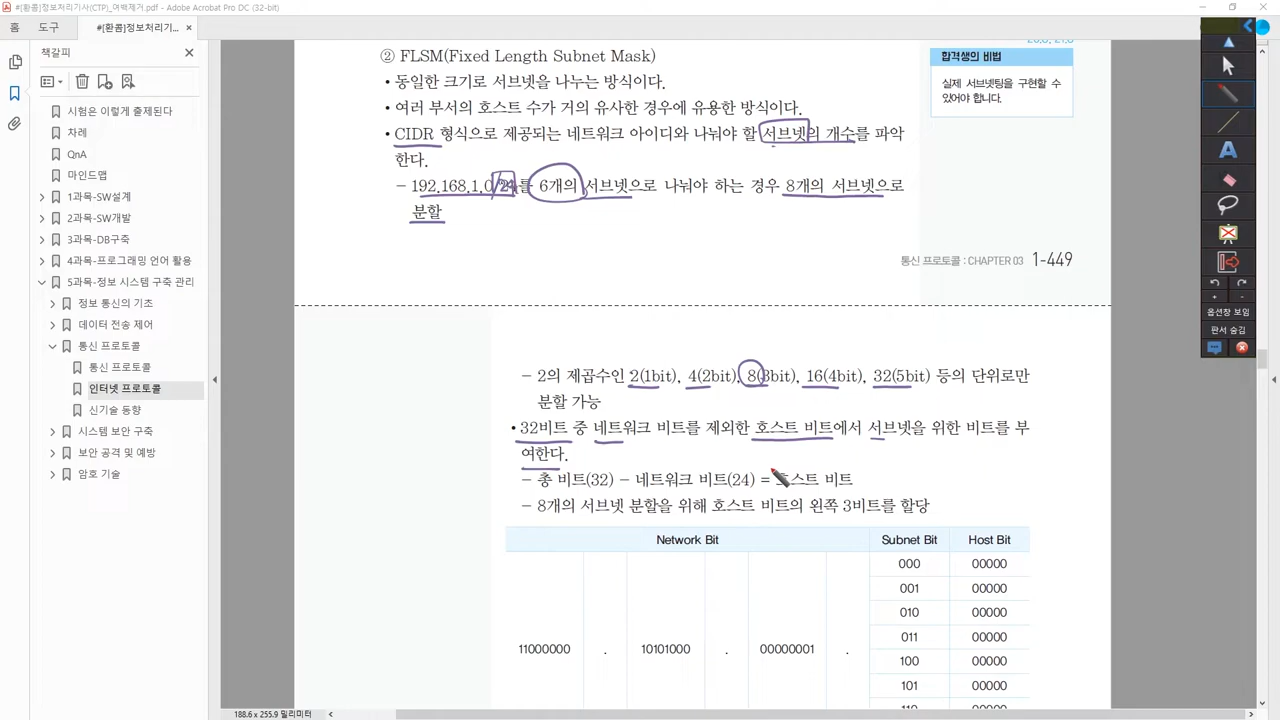 #[환콤]정보처리기사(CTP)_여백제거.pdf - Adobe Acrobat Pro DC (32-bit)
홈 도구 #[환콤]정보처리기... ×
책갈피 ×
시험은 이렇게 출제된다
차례
QnA
마인드맵
1과목-SW설계
2과목-SW개발
3과목-DB구축
4과목-프로그래밍 언어 활용
5과목-정보 시스템 구축 관리
정보 통신의 기초
데이터 전송 제어
통신 프로토콜
통신 프로토콜
인터넷 프로토콜
신기술 동향
시스템 보안 구축
보안 공격 및 예방
암호 기술
② FLSM(Fixed Length Subnet Mask)
• 동일한 크기로 서브넷을 나누는 방식이다.
• 여러 부서의 호스트 수가 거의 유사한 경우에 유용한 방식이다.
• CIDR 형식으로 제공되는 네트워크 아이디와 나눠야 할 서브넷의 개수를 파악
한다.
- 192.168.1.0/24를 6개의 서브넷으로 나눠야 하는 경우 8개의 서브넷으로
분할
합격생의 비법
실제 서브넷팅을 구현할 수
있어야 합니다.
통신 프로토콜 : CHAPTER 03 1-449
- 2의 제곱수인 2(1bit), 4(2bit), 8(3bit), 16(4bit), 32(5bit) 등의 단위로만
분할 가능
• 32비트 중 네트워크 비트를 제외한 호스트 비트에서 서브넷을 위한 비트를 부
여한다.
- 총 비트(32) - 네트워크 비트(24) = 호스트 비트
- 8개의 서브넷 분할을 위해 호스트 비트의 왼쪽 3비트를 할당
Network Bit Subnet Bit Host Bit
000 00000
001 00000
010 00000
011 00000
11000000 . 10101000 . 00000001 .
100 00000
101 00000
옵션창 보임
판서 숨김
188.6 x 255.9 밀리미터